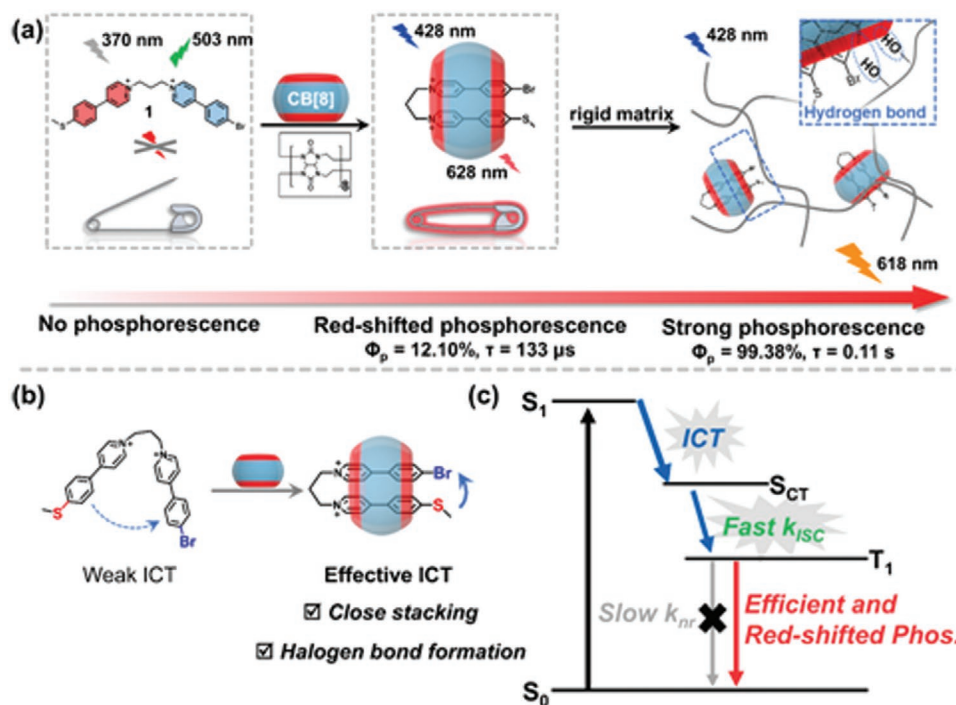 (a)
370 nm
503 nm
1
S
Br
N
+
N
+
CB[8]
O
N
N
N
N
O
8
428 nm
N
+
N
+
Br
S
628 nm
rigid matrix
428 nm
HO
HO
S
Br
Hydrogen bond
618 nm
No phosphorescence
Red-shifted phosphorescence
Φp = 12.10%, τ = 133 μs
Strong phosphorescence
Φp = 99.38%, τ = 0.11 s
(b)
N
+
N
+
S
Br
Weak ICT
N
+
N
+
Br
S
Effective ICT
☑ Close stacking
☑ Halogen bond formation
(c)
S1
ICT
SCT
Fast kISC
T1
Slow knr
Efficient and
Red-shifted Phos.
S0